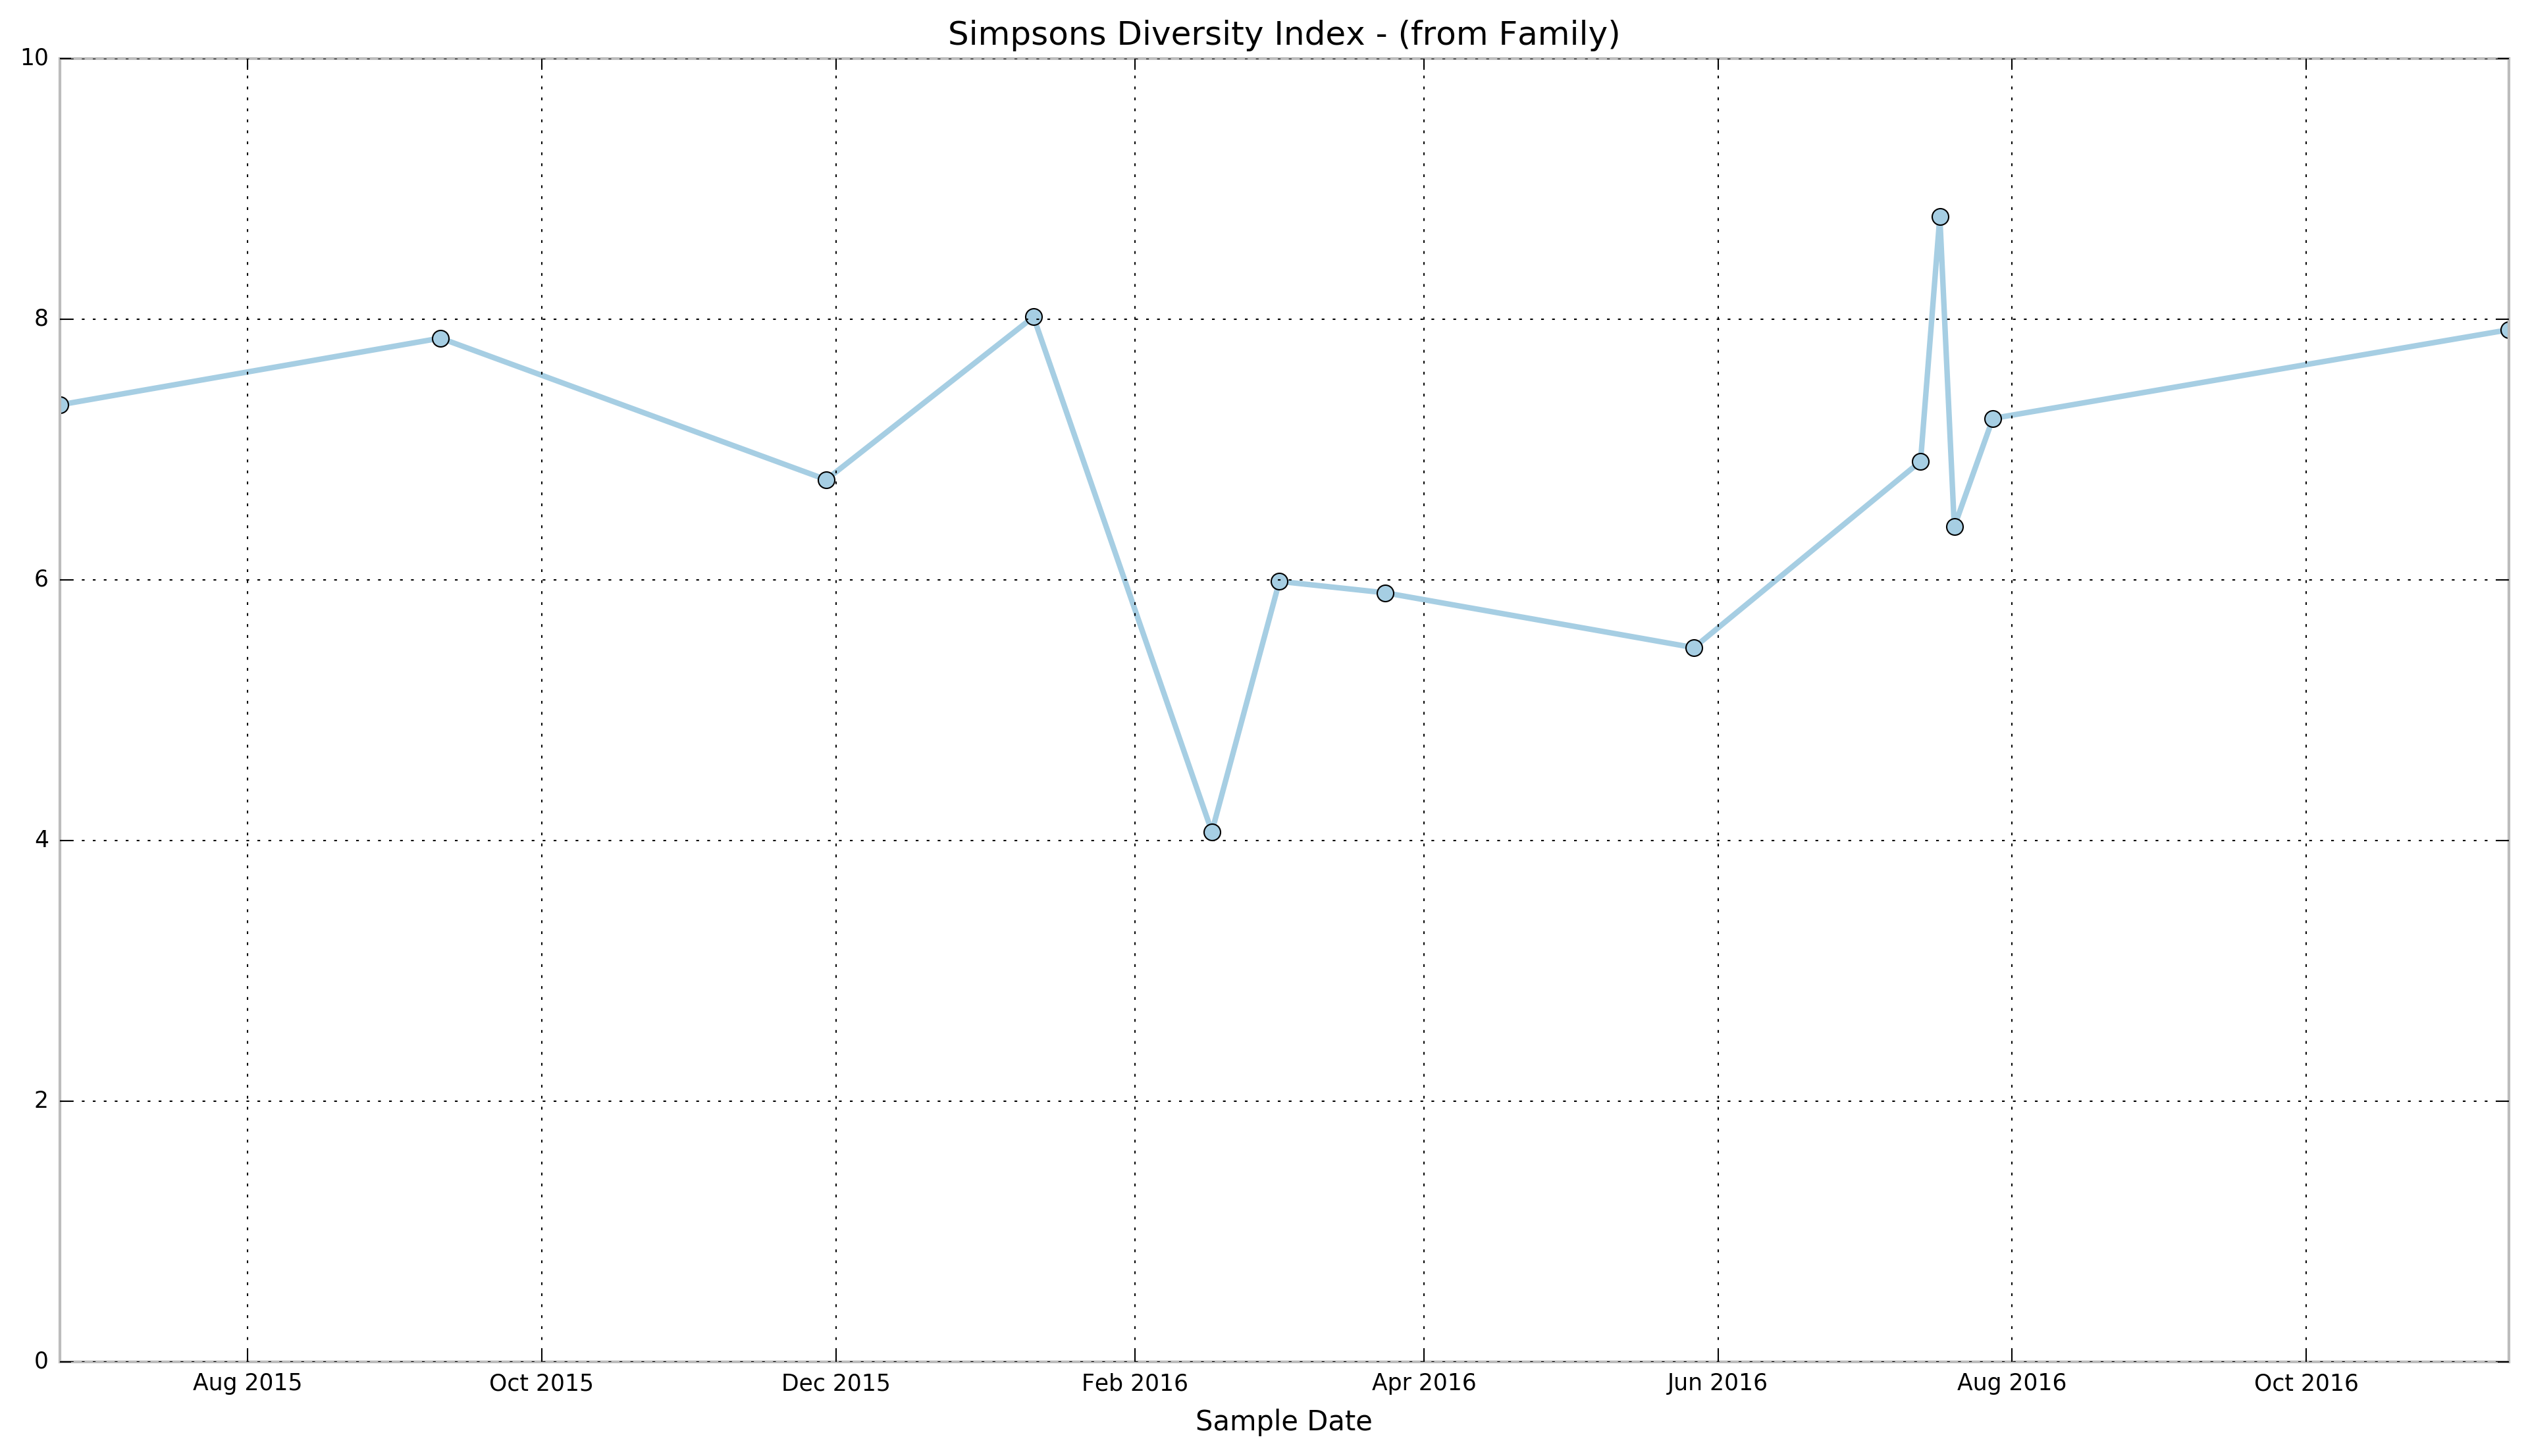 Simpsons Diversity Index - (from Family)
10
8
6
4
2
0
Aug 2015 Oct 2015 Dec 2015 Feb 2016 Apr 2016 Jun 2016 Aug 2016 Oct 2016
Sample Date